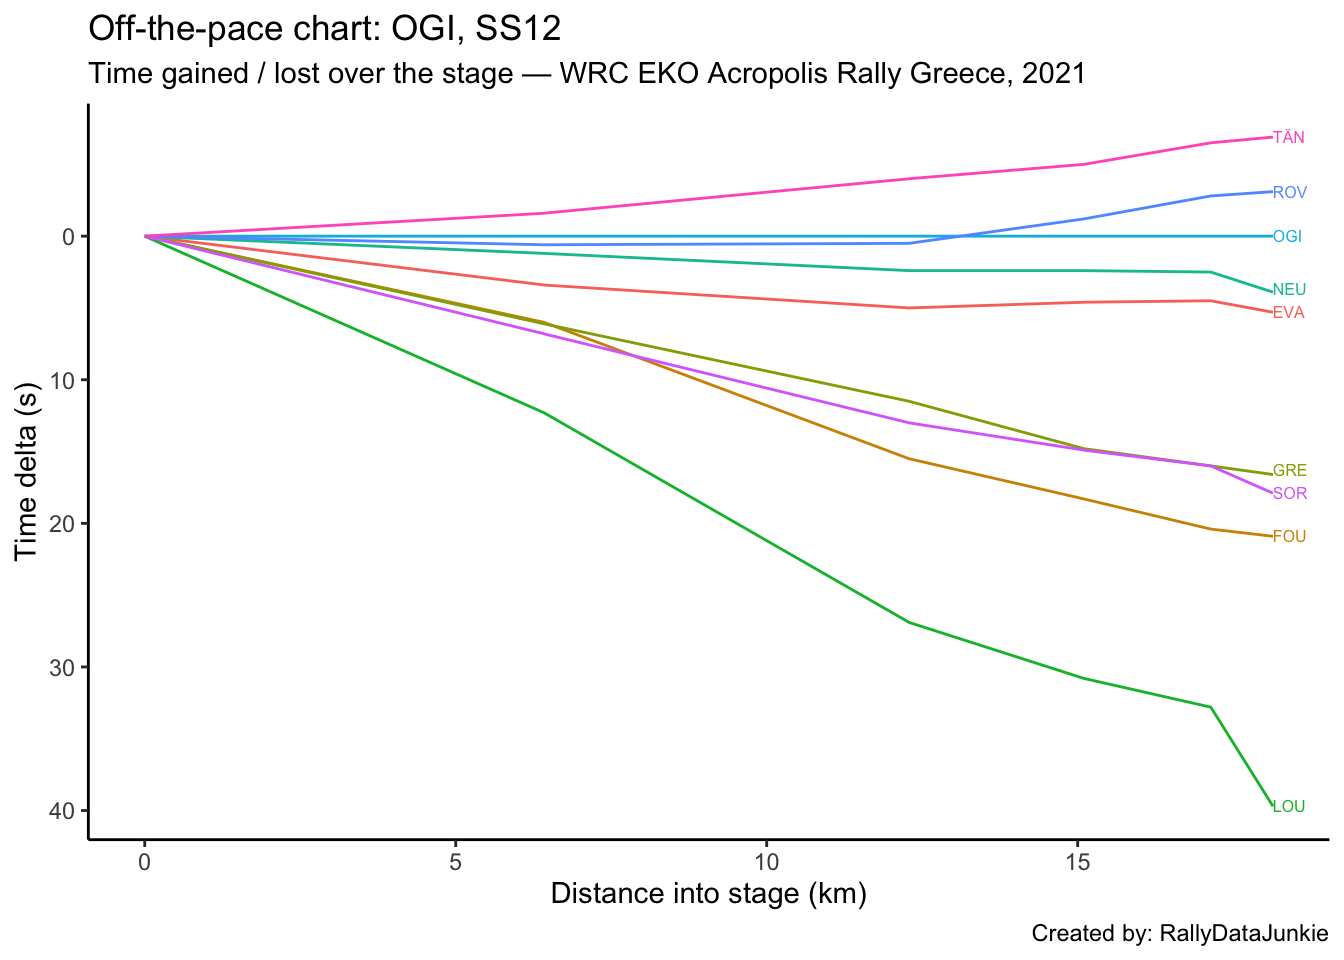 Off-the-pace chart: OGI, SS12
Time gained / lost over the stage — WRC EKO Acropolis Rally Greece, 2021
TÄN
ROV
0
OGI
NEU
EVA
10
GRE
SOR
20
FOU
30
40
LOU
Time delta (s)
0 5 10 15
Distance into stage (km)
Created by: RallyDataJunkie